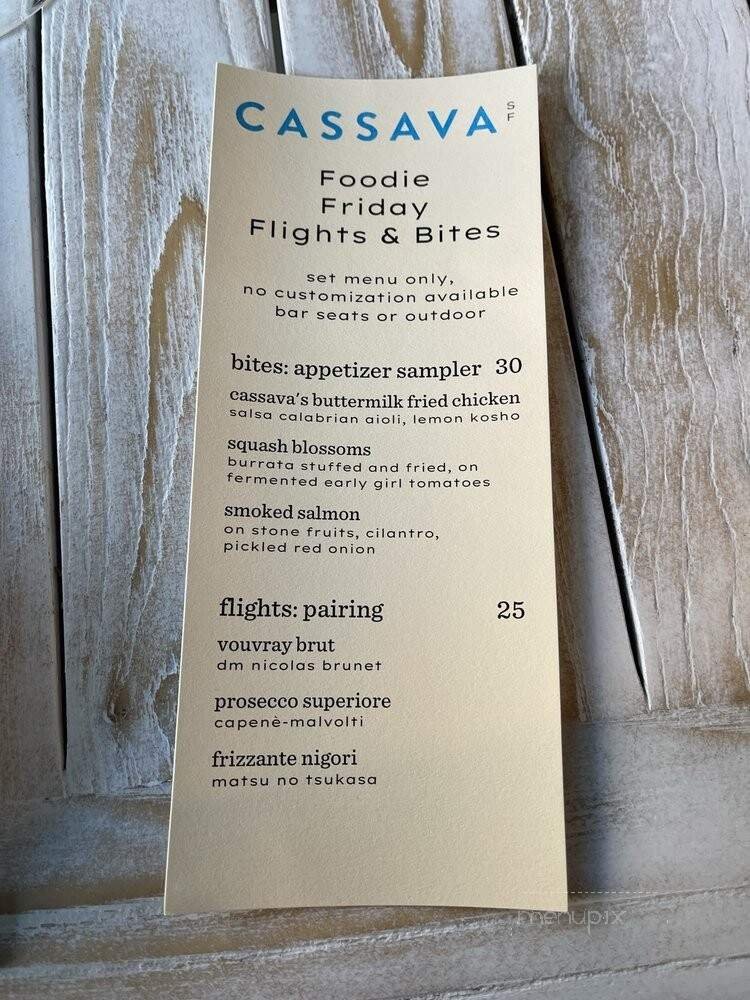 CASSAVA SF
Foodie
Friday
Flights & Bites
set menu only,
no customization available
bar seats or outdoor
bites: appetizer sampler 30
cassava's buttermilk fried chicken
salsa calabrian aioli, lemon kosho
squash blossoms
burrata stuffed and fried, on
fermented early girl tomatoes
smoked salmon
on stone fruits, cilantro,
pickled red onion
flights: pairing 25
vouvray brut
dm nicolas brunet
prosecco superiore
capenè-malvolti
frizzante nigori
matsu no tsukasa
menupix